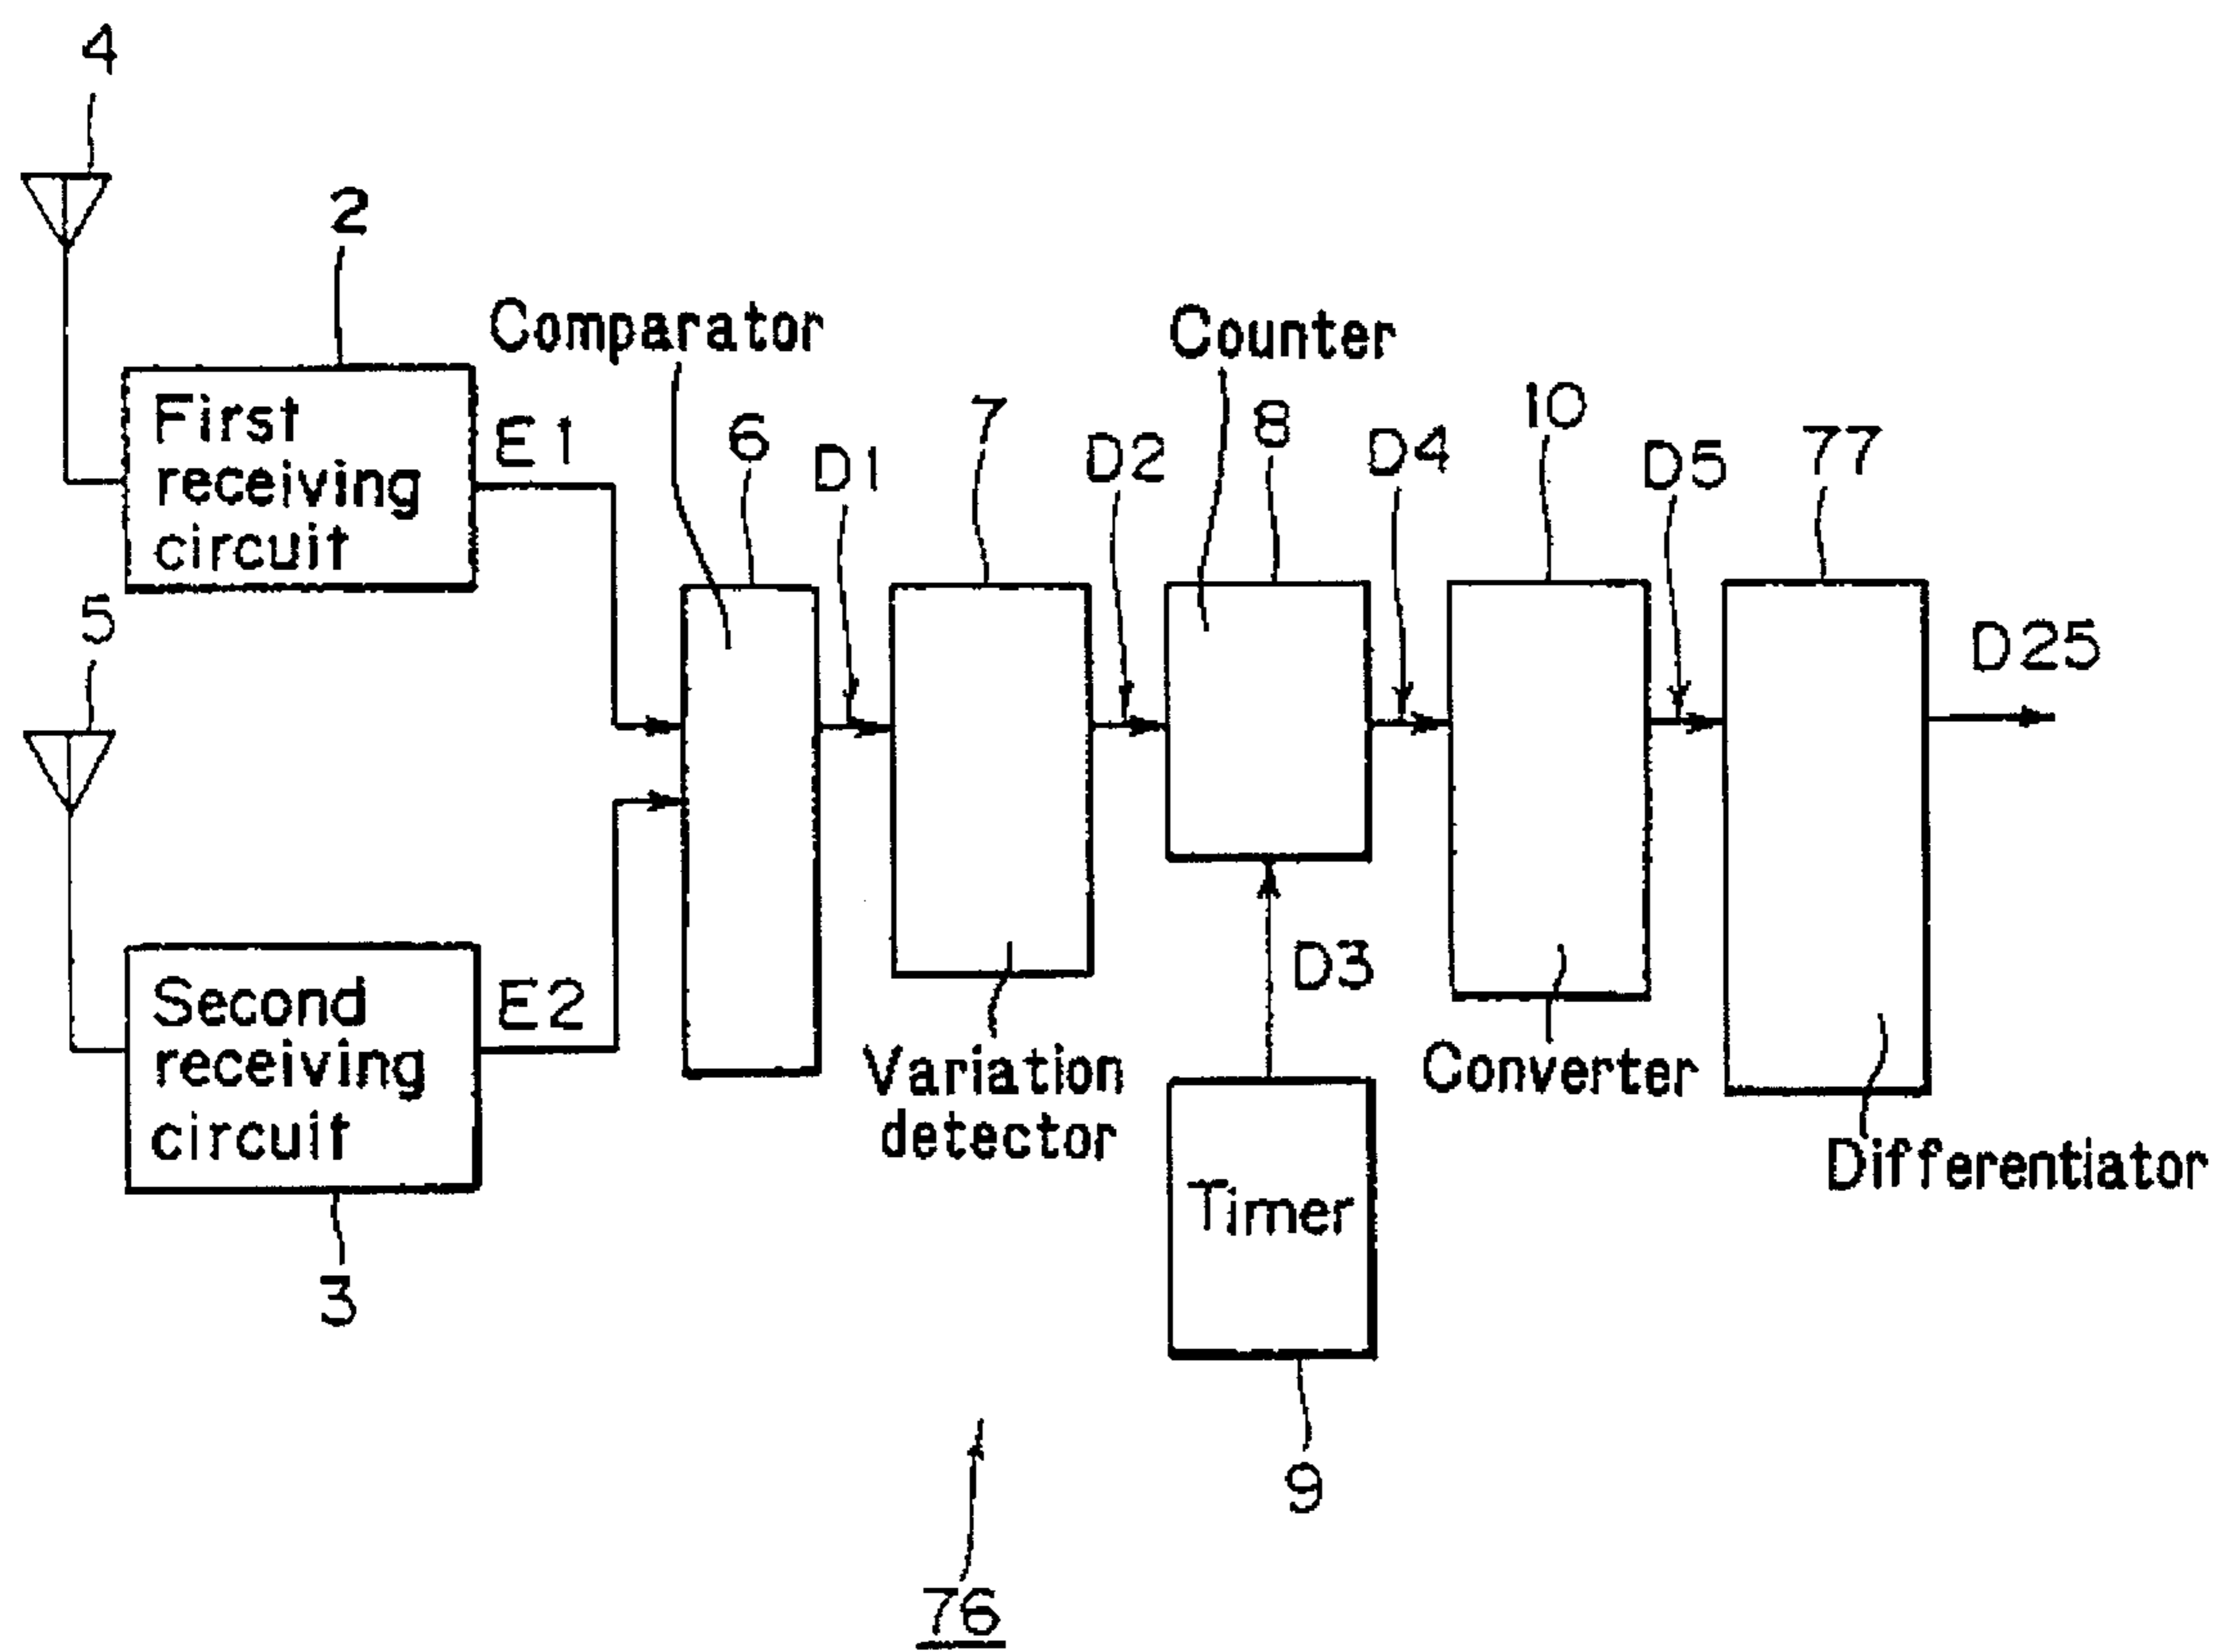 4
2
Comparator
Counter
First
receiving
circuit
E1
6
D1
7
D2
8
D4
10
D5
77
5
D25
Second
receiving
circuit
E2
D3
Variation
detector
Converter
Differentiator
Timer
3
9
76